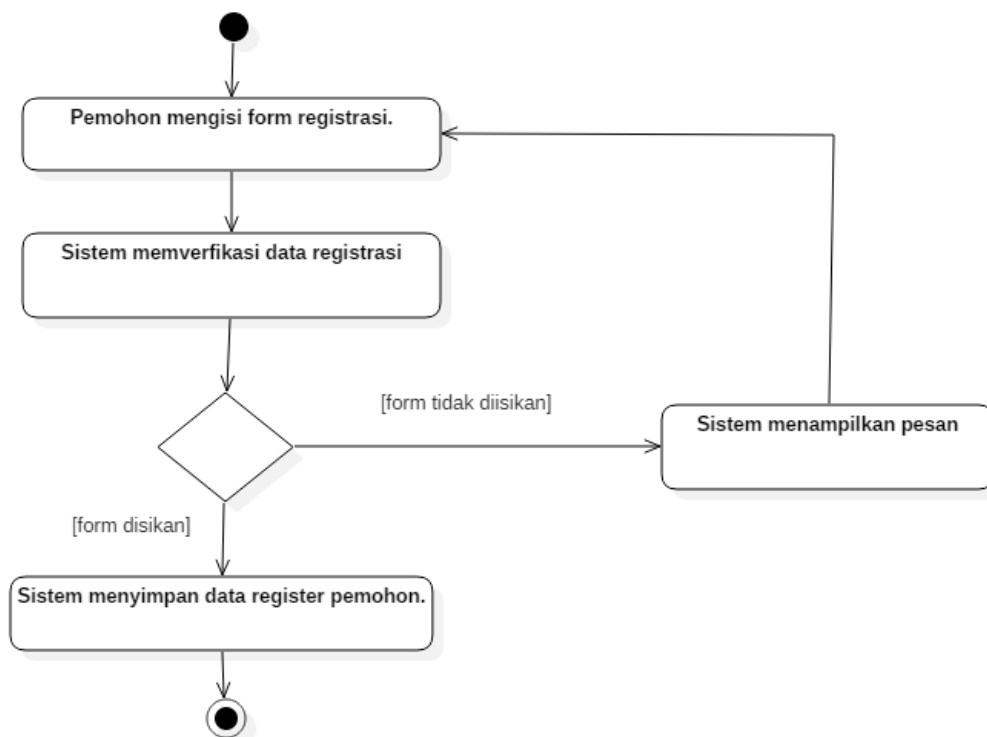 Pemohon mengisi form registrasi.
Sistem memverfikasi data registrasi
[form tidak diisikan]
Sistem menampilkan pesan
[form disikan]
Sistem menyimpan data register pemohon.